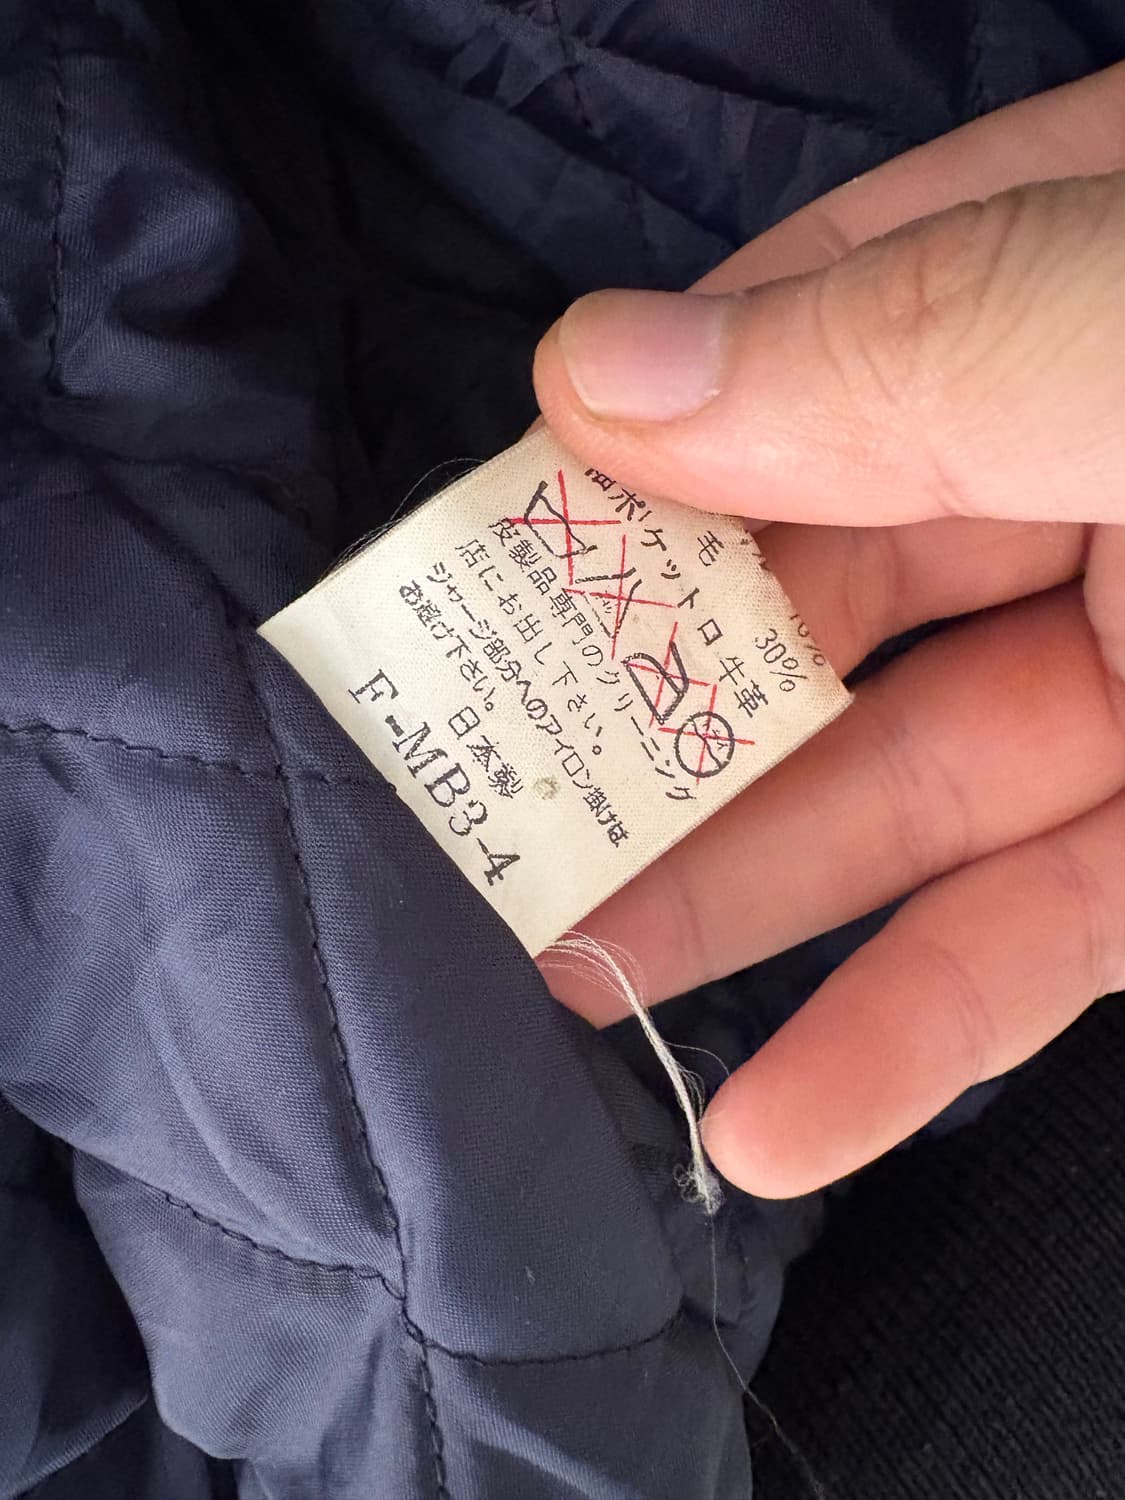 毛 30%
ポケット口 牛革
皮製品専門のクリーニング
店にお出し下さい。
ジャージ部分へのアイロン掛けは
お避け下さい。
日本製
F-MB3-4